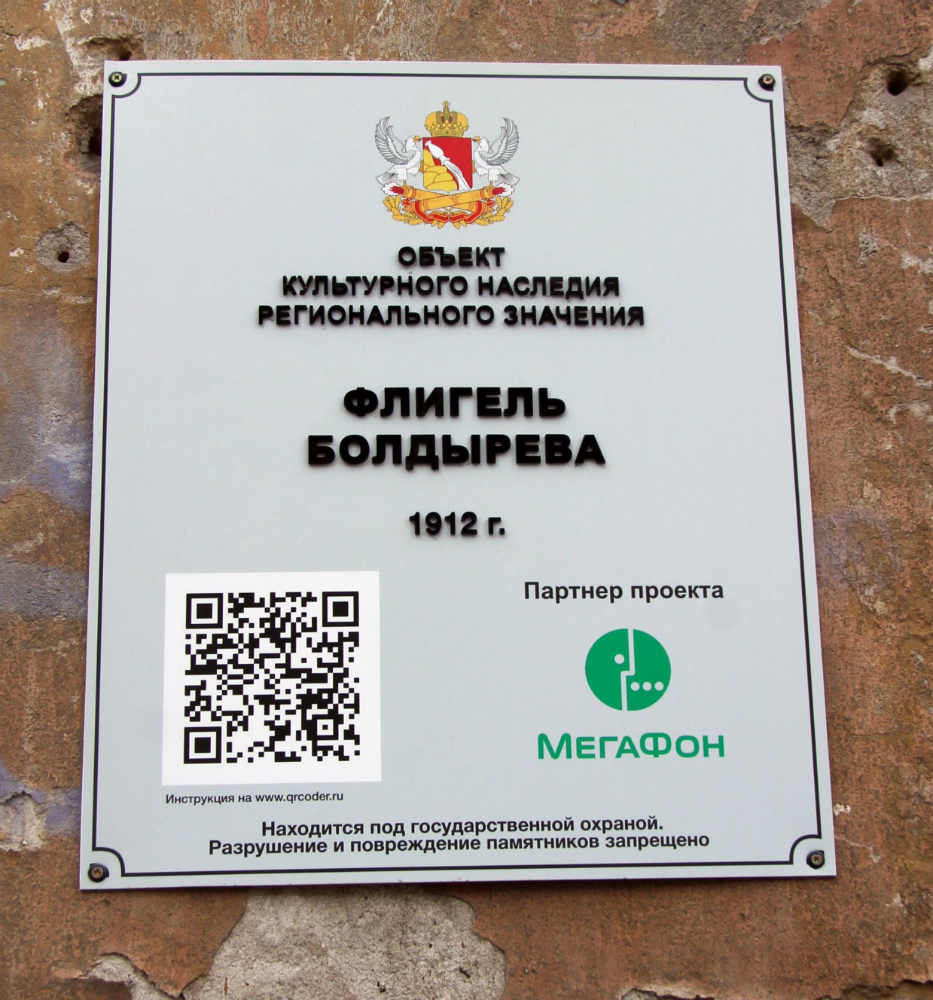 ОБЪЕКТ
КУЛЬТУРНОГО НАСЛЕДИЯ
РЕГИОНАЛЬНОГО ЗНАЧЕНИЯ
ФЛИГЕЛЬ
БОЛДЫРЕВА
1912 г.
Партнер проекта
МЕГАФОН
Инструкция на www.qrcoder.ru
Находится под государственной охраной.
Разрушение и повреждение памятников запрещено